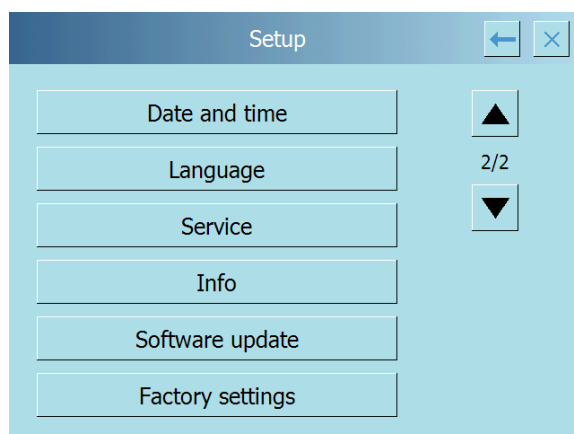 Setup
Date and time
Language
2/2
Service
Info
Software update
Factory settings